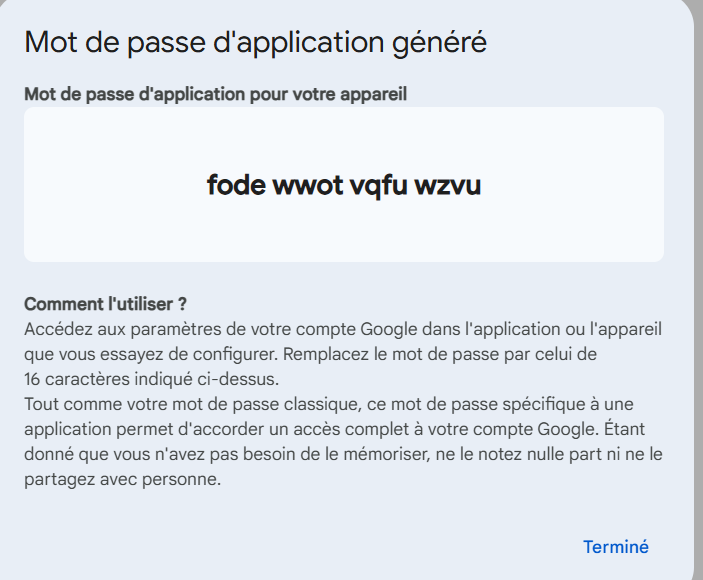 Mot de passe d'application généré
Mot de passe d'application pour votre appareil
fode wwot vqfu wzvu
Comment l'utiliser ?
Accédez aux paramètres de votre compte Google dans l'application ou l'appareil
que vous essayez de configurer. Remplacez le mot de passe par celui de
16 caractères indiqué ci-dessus.
Tout comme votre mot de passe classique, ce mot de passe spécifique à une
application permet d'accorder un accès complet à votre compte Google. Étant
donné que vous n'avez pas besoin de le mémoriser, ne le notez nulle part ni ne le
partagez avec personne.
Terminé